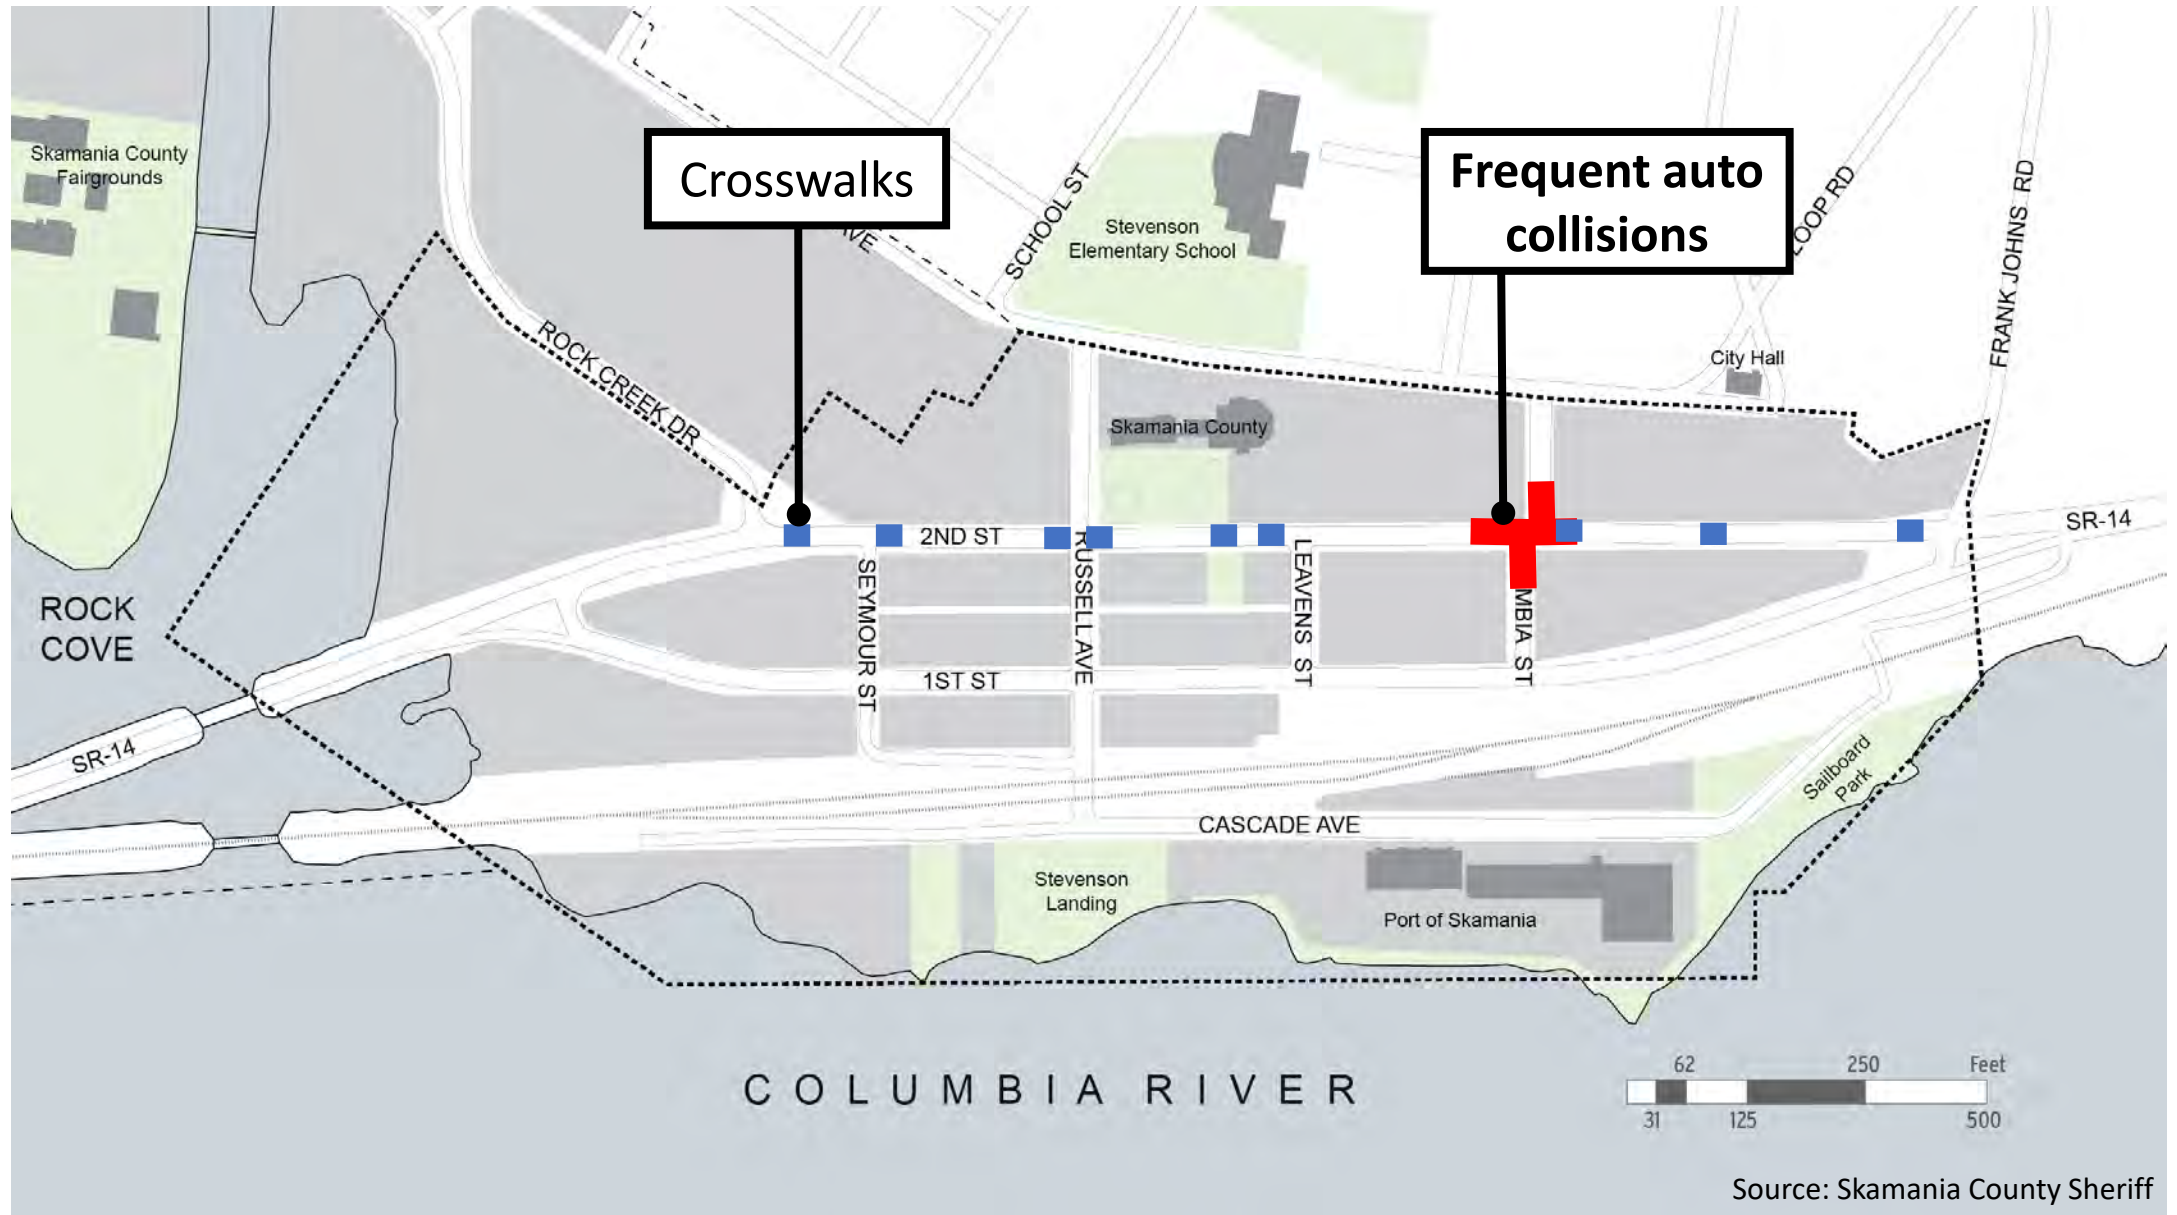 Skamania County
Fairgrounds
Crosswalks
Frequent auto
collisions
AVE
SCHOOL ST
Stevenson
Elementary School
LOOP RD
FRANK JOHNS RD
ROCK CREEK DR
City Hall
Skamania County
SR-14
2ND ST
SEYMOUR ST
RUSSELL AVE
LEAVENS ST
MBIA ST
ROCK
COVE
1ST ST
SR-14
Sailboard
Park
CASCADE AVE
Stevenson
Landing
Port of Skamania
COLUMBIA RIVER
62 250 Feet
31 125 500
Source: Skamania County Sheriff